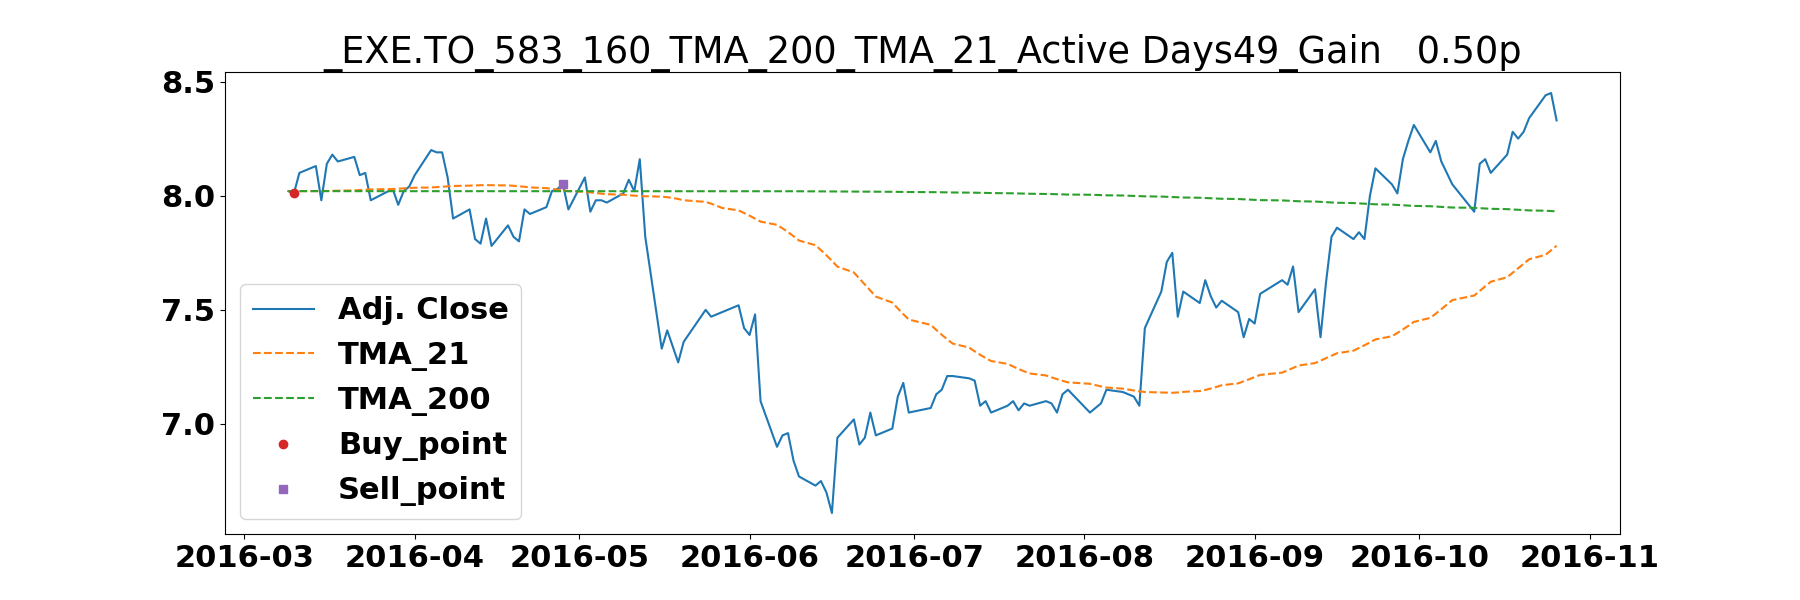 _EXE.TO_583_160_TMA_200_TMA_21_Active Days49_Gain   0.50p
8.5
8.0
7.5
7.0
Adj. Close
TMA_21
TMA_200
Buy_point
Sell_point
2016-03 2016-04 2016-05 2016-06 2016-07 2016-08 2016-09 2016-10 2016-11